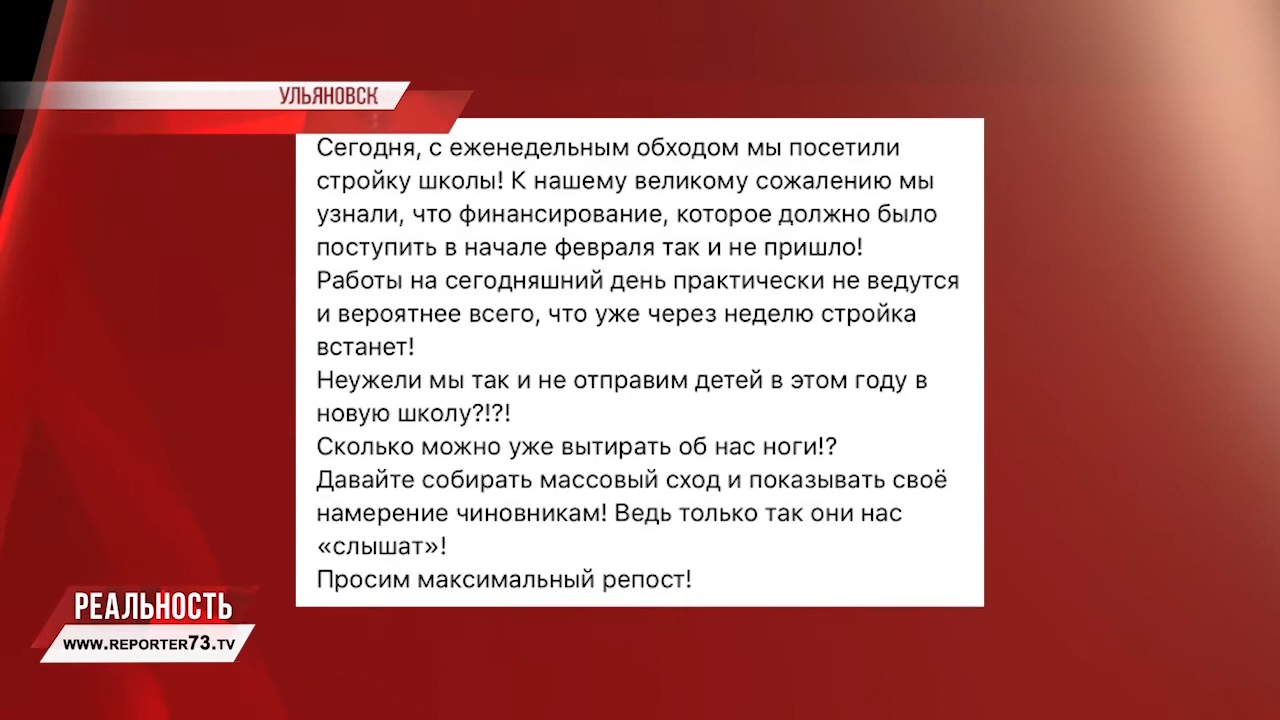 УЛЬЯНОВСК
Сегодня, с еженедельным обходом мы посетили
стройку школы! К нашему великому сожалению мы
узнали, что финансирование, которое должно было
поступить в начале февраля так и не пришло!
Работы на сегодняшний день практически не ведутся
и вероятнее всего, что уже через неделю стройка
встанет!
Неужели мы так и не отправим детей в этом году в
новую школу?!?!
Сколько можно уже вытирать об нас ноги!?
Давайте собирать массовый сход и показывать своё
намерение чиновникам! Ведь только так они нас
«слышат»!
Просим максимальный репост!
РЕАЛЬНОСТЬ
WWW.REPORTER73.TV